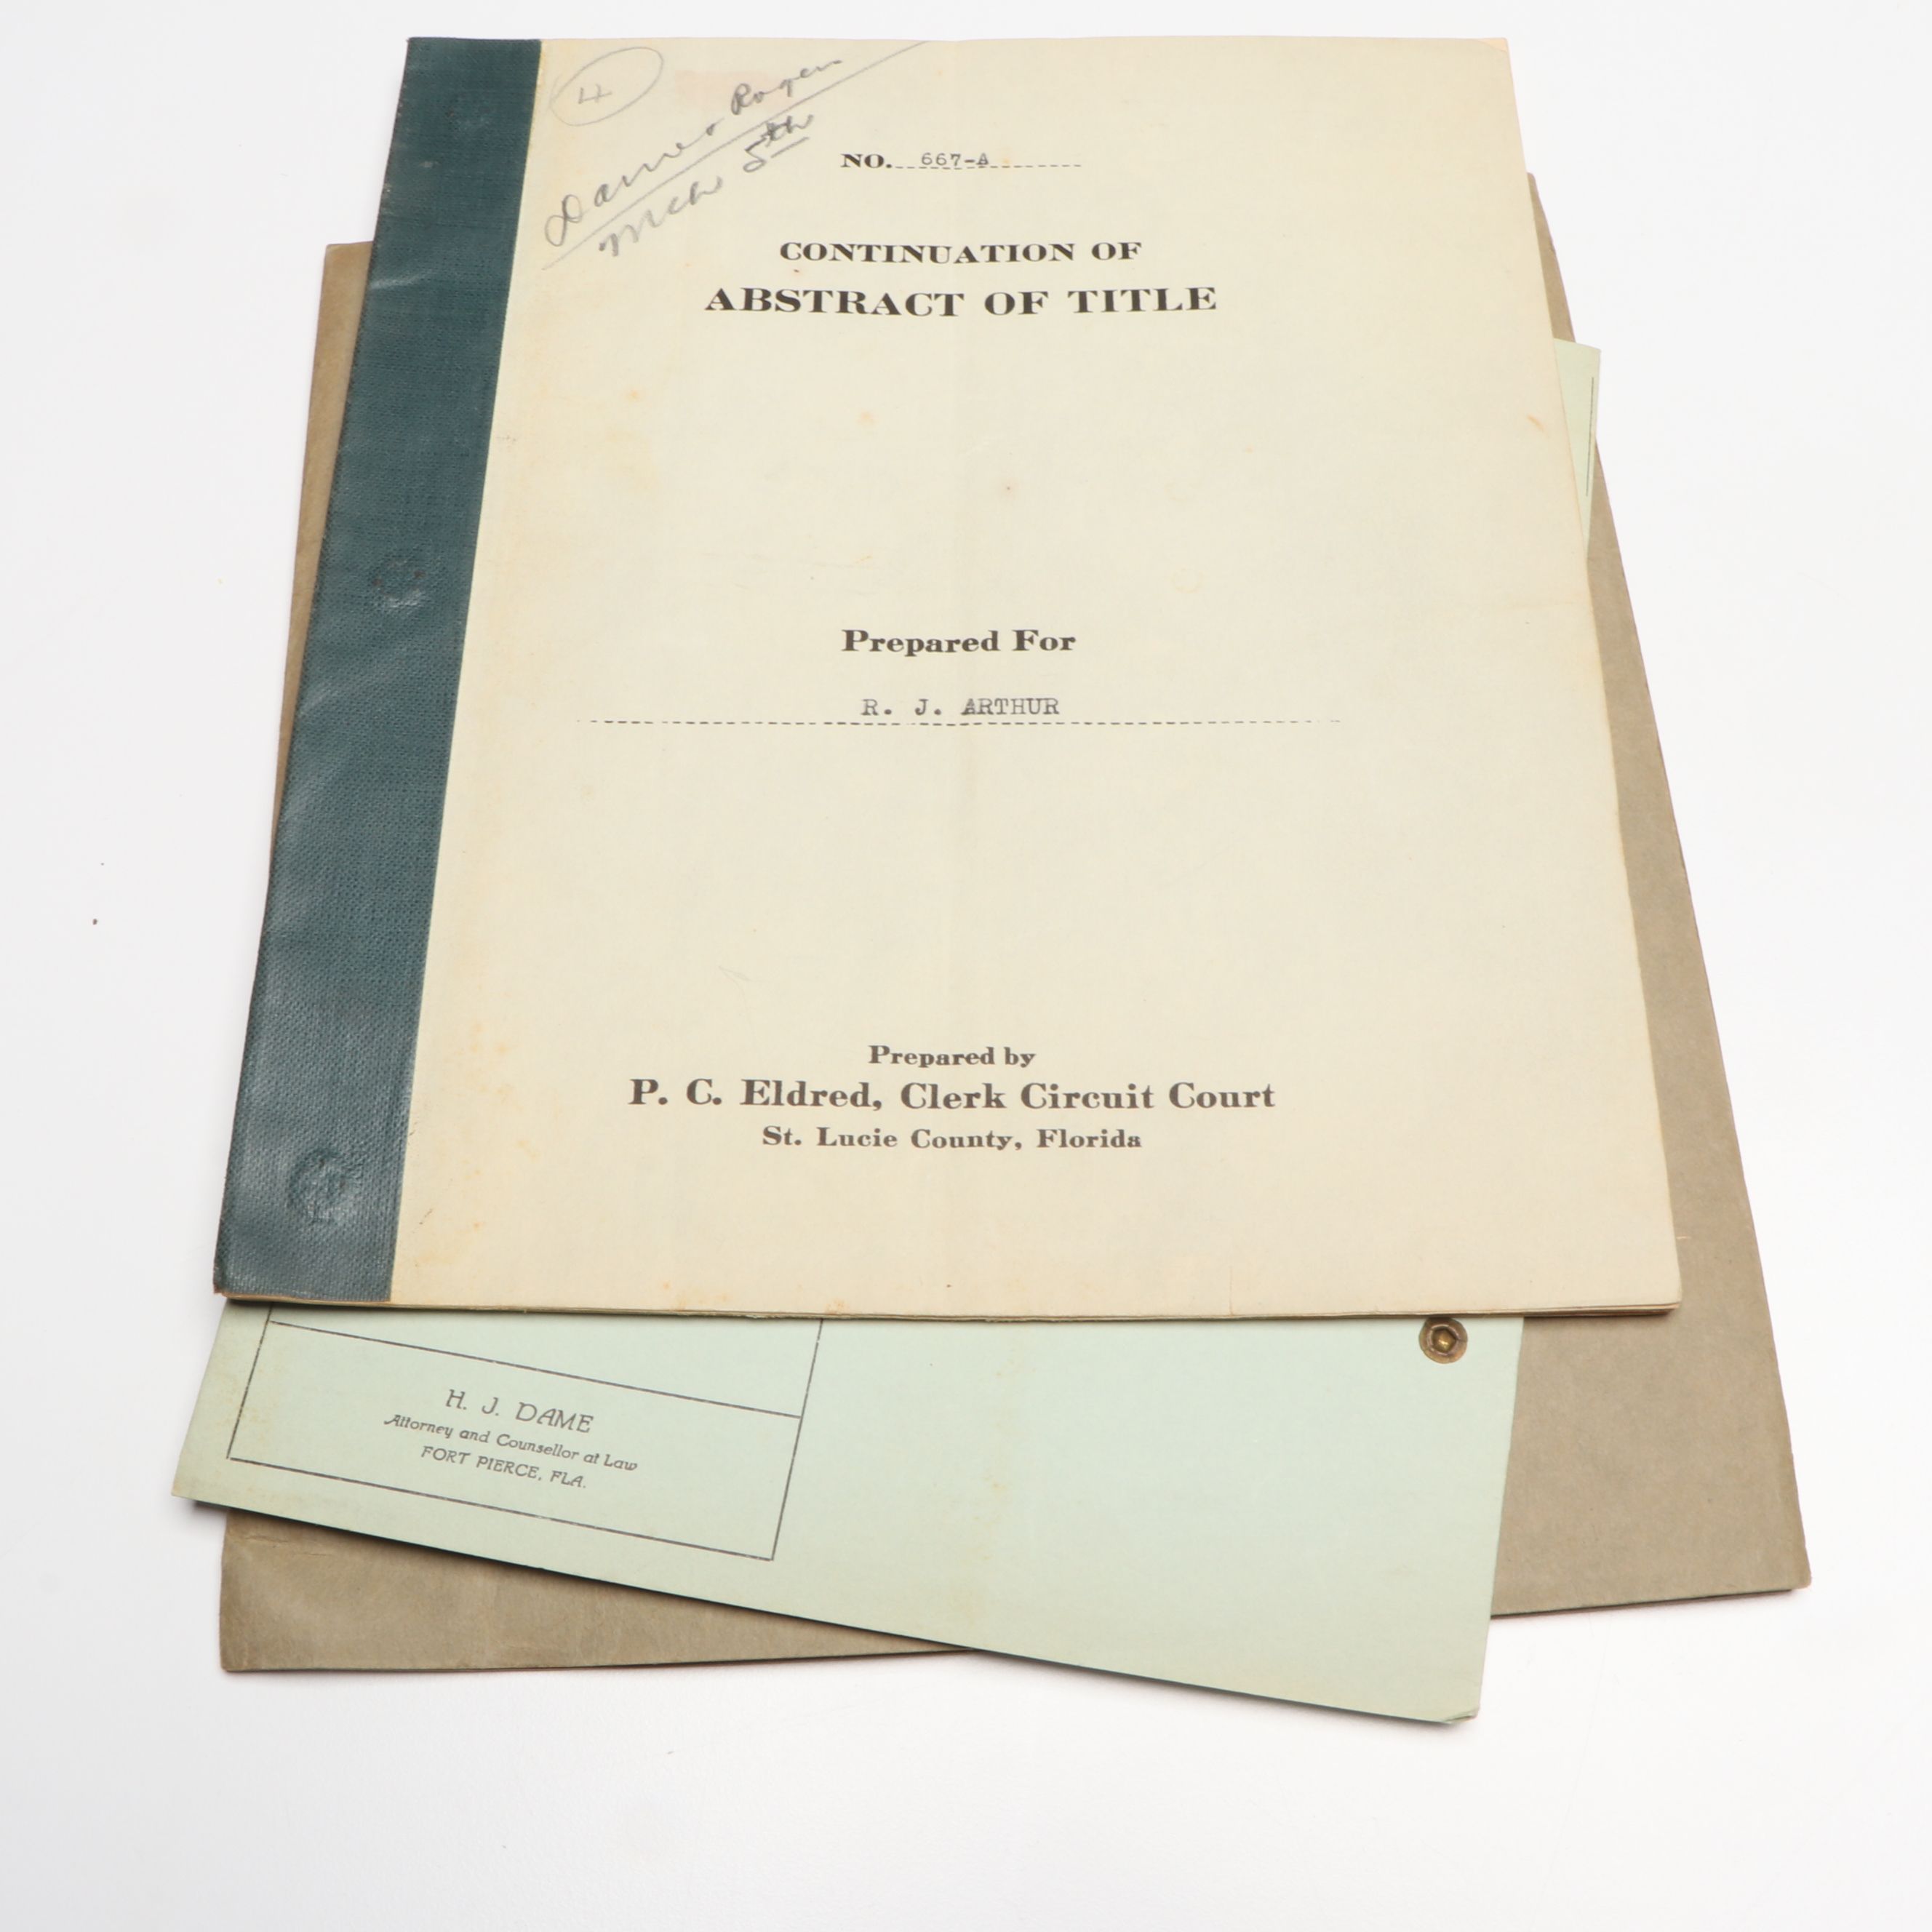 4
Dame & Rogers
Mch 5th
NO. 667-A
CONTINUATION OF
ABSTRACT OF TITLE
Prepared For
R. J. ARTHUR
Prepared by
P. C. Eldred, Clerk Circuit Court
St. Lucie County, Florida
H. J. DAME
Attorney and Counsellor at Law
FORT PIERCE, FLA.